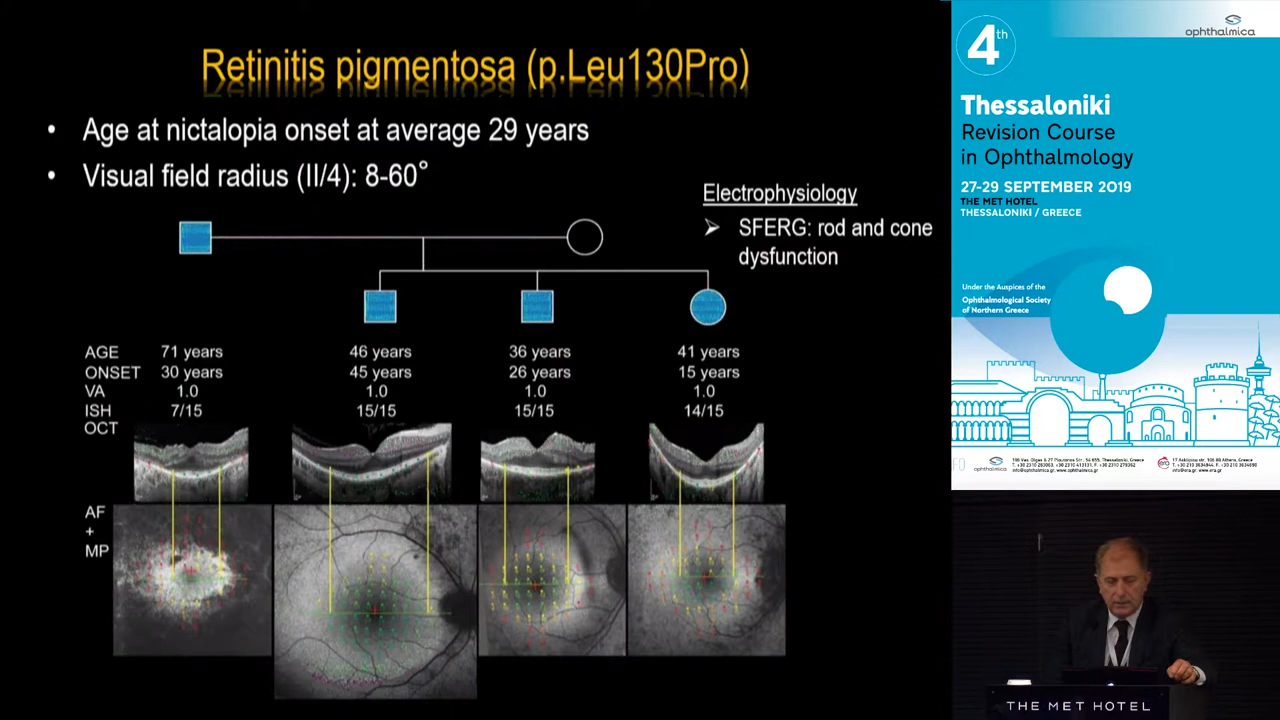 Retinitis pigmentosa (p.Leu130Pro)
• Age at nictalopia onset at average 29 years
• Visual field radius (II/4): 8-60°
Electrophysiology
➢ SFERG: rod and cone
dysfunction
AGE 71 years 46 years 36 years 41 years
ONSET 30 years 45 years 26 years 15 years
VA 1.0 1.0 1.0 1.0
ISH 7/15 15/15 15/15 14/15
OCT
AF
+
MP
ophthalmica
4th
Thessaloniki
Revision Course
in Ophthalmology
27-29 SEPTEMBER 2019
THE MET HOTEL
THESSALONIKI / GREECE
Under the Auspices of the
Ophthalmological Society
of Northern Greece
ophthalmica
era
THE MET HOTEL